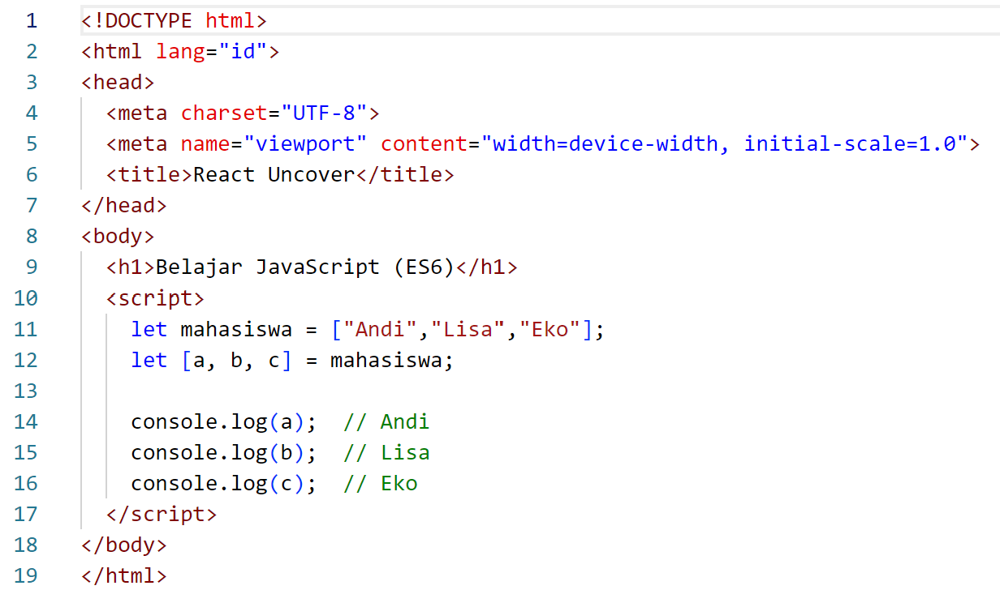 1 <!DOCTYPE html>
2 <html lang="id">
3 <head>
4   <meta charset="UTF-8">
5   <meta name="viewport" content="width=device-width, initial-scale=1.0">
6   <title>React Uncover</title>
7 </head>
8 <body>
9   <h1>Belajar JavaScript (ES6)</h1>
10   <script>
11     let mahasiswa = ["Andi","Lisa","Eko"];
12     let [a, b, c] = mahasiswa;
13
14     console.log(a);  // Andi
15     console.log(b);  // Lisa
16     console.log(c);  // Eko
17   </script>
18 </body>
19 </html>